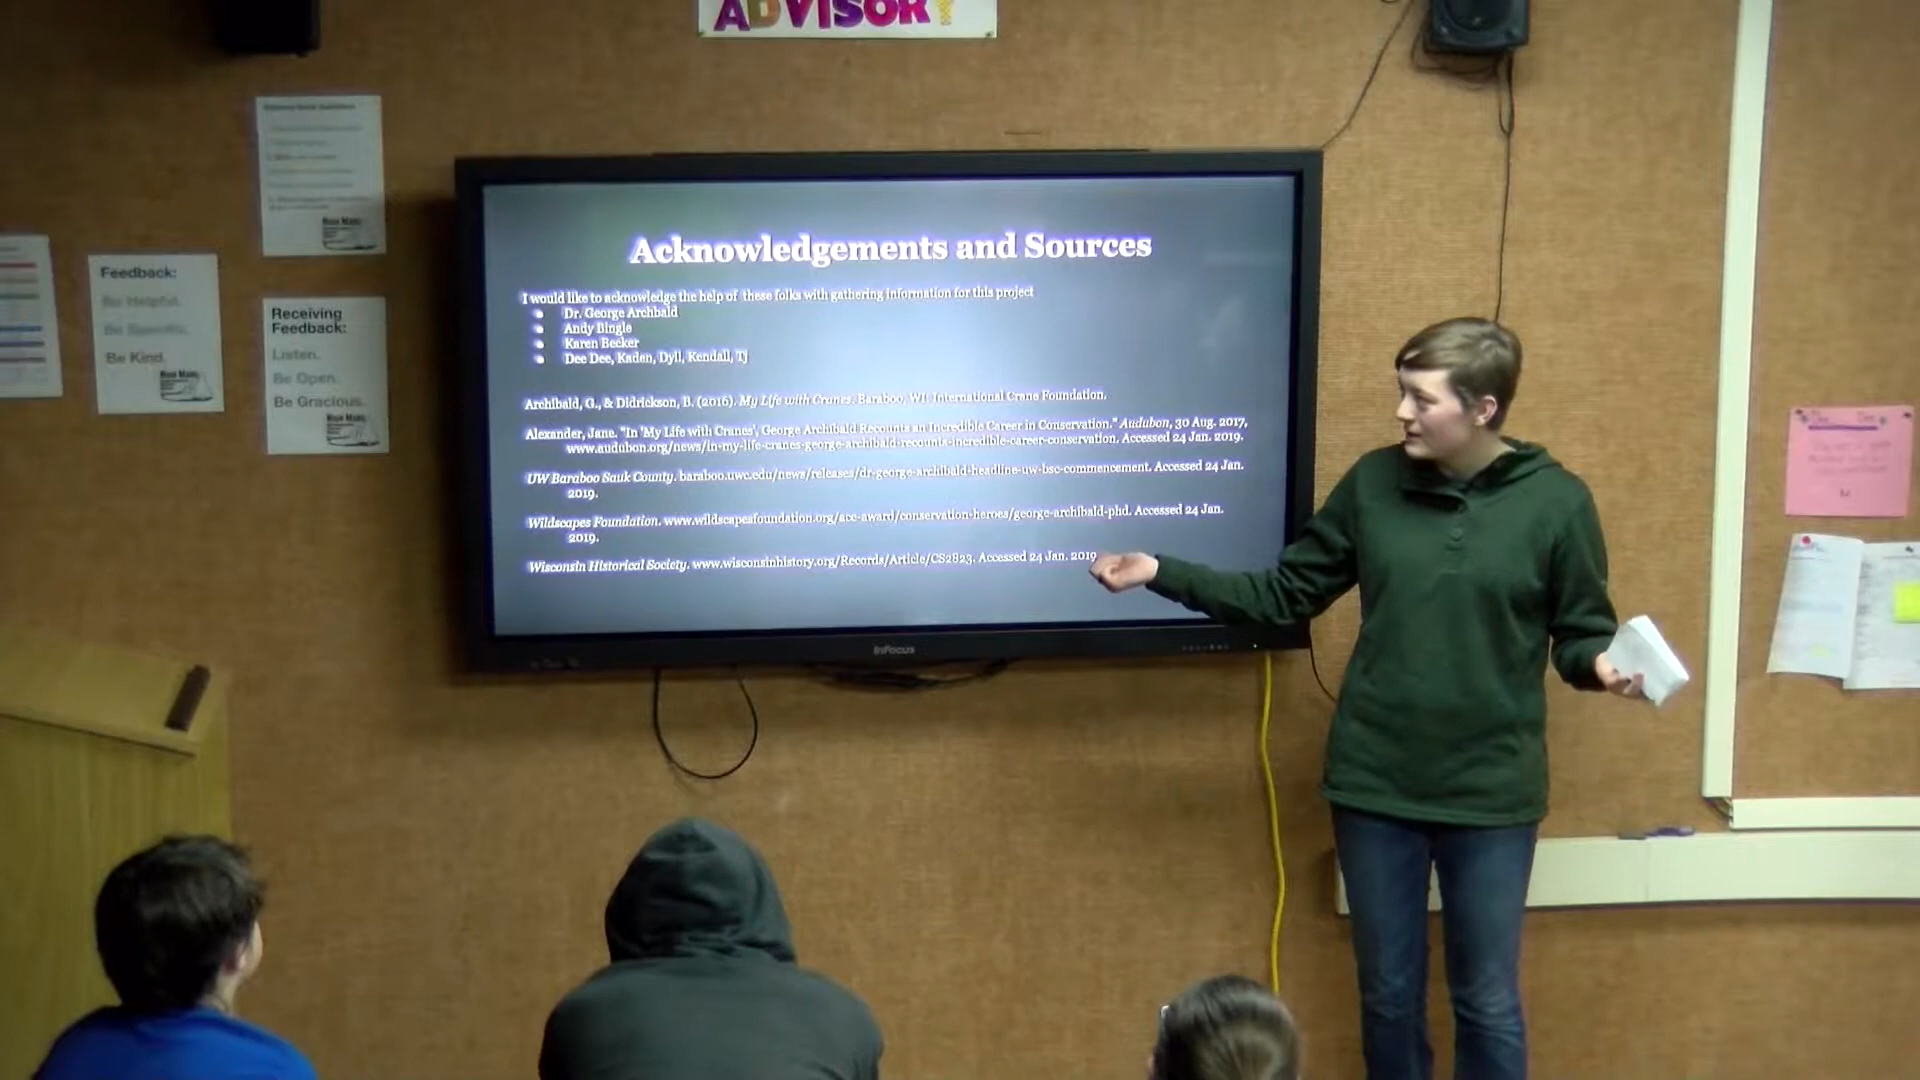 ADVISORY
Feedback:
Be Helpful.
Be Specific.
Be Kind.
Receiving
Feedback:
Listen.
Be Open.
Be Gracious.
Acknowledgements and Sources
I would like to acknowledge the help of these folks with gathering information for this project
● Dr. George Archbald
● Andy Bingle
● Karen Becker
● Dee Dee, Kaden, Dyll, Kendall, TJ
Archibald, G., & Didrickson, B. (2016). My Life with Cranes. Baraboo, WI: International Crane Foundation.
Alexander, Jane. "In 'My Life with Cranes', George Archibald Recounts an Incredible Career in Conservation." Audubon, 30 Aug. 2017,
www.audubon.org/news/in-my-life-cranes-george-archibald-recounts-incredible-career-conservation. Accessed 24 Jan. 2019.
UW Baraboo Sauk County. baraboo.uwc.edu/news/releases/dr-george-archibald-headline-uw-bsc-commencement. Accessed 24 Jan.
2019.
Wildscapes Foundation. www.wildscapesfoundation.org/acc-award/conservation-heroes/george-archibald-phd. Accessed 24 Jan.
2019.
Wisconsin Historical Society. www.wisconsinhistory.org/Records/Article/CS2823. Accessed 24 Jan. 2019
InFocus